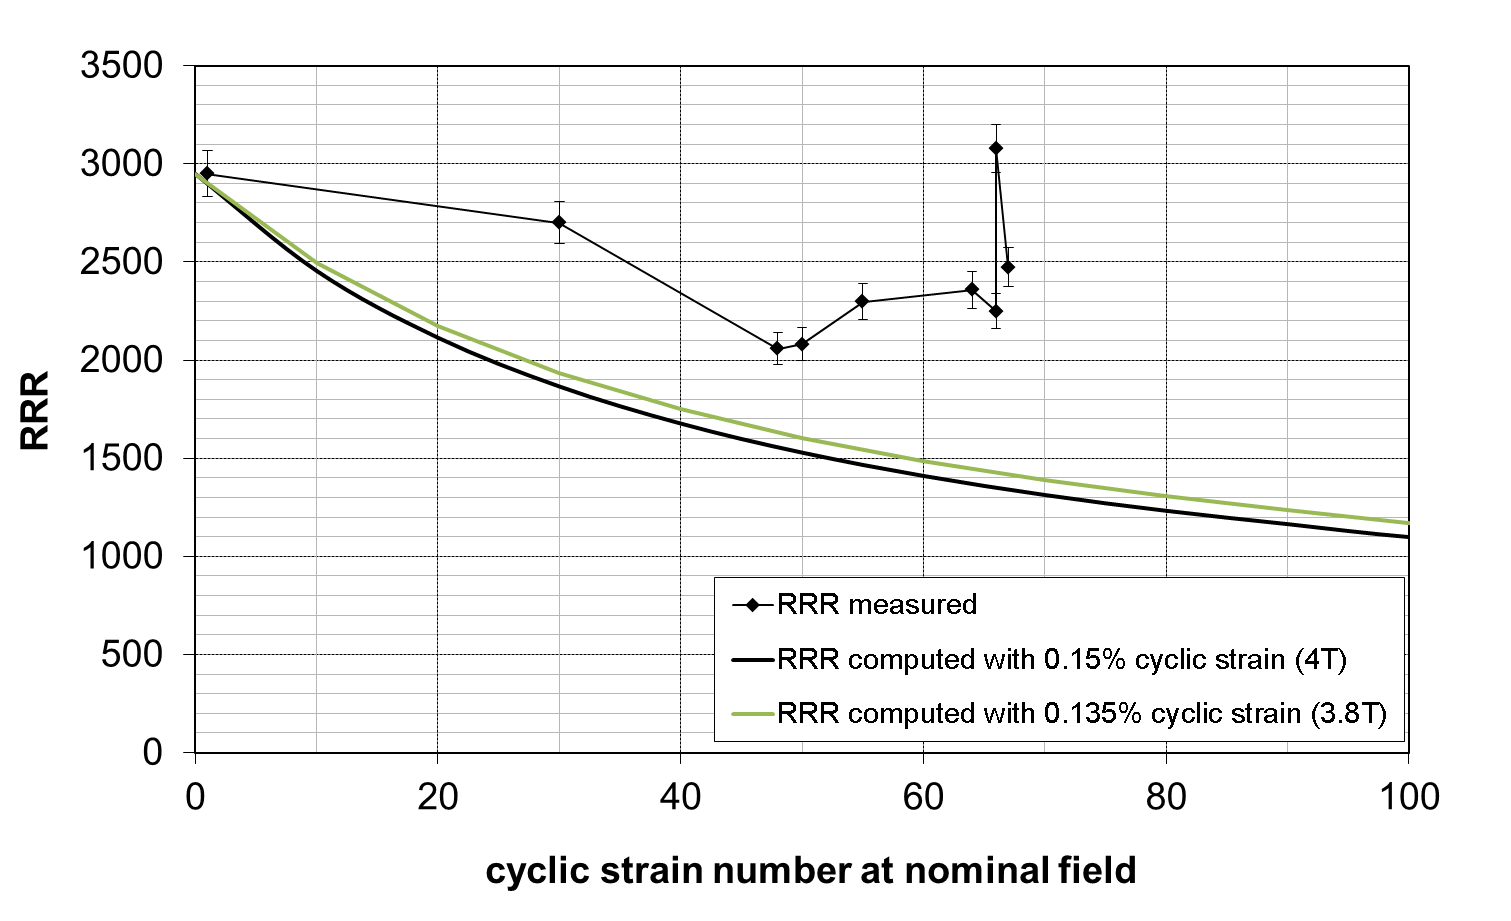 3500
3000
2500
2000
1500
1000
500
0
RRR
RRR measured
RRR computed with 0.15% cyclic strain (4T)
RRR computed with 0.135% cyclic strain (3.8T)
0 20 40 60 80 100
cyclic strain number at nominal field